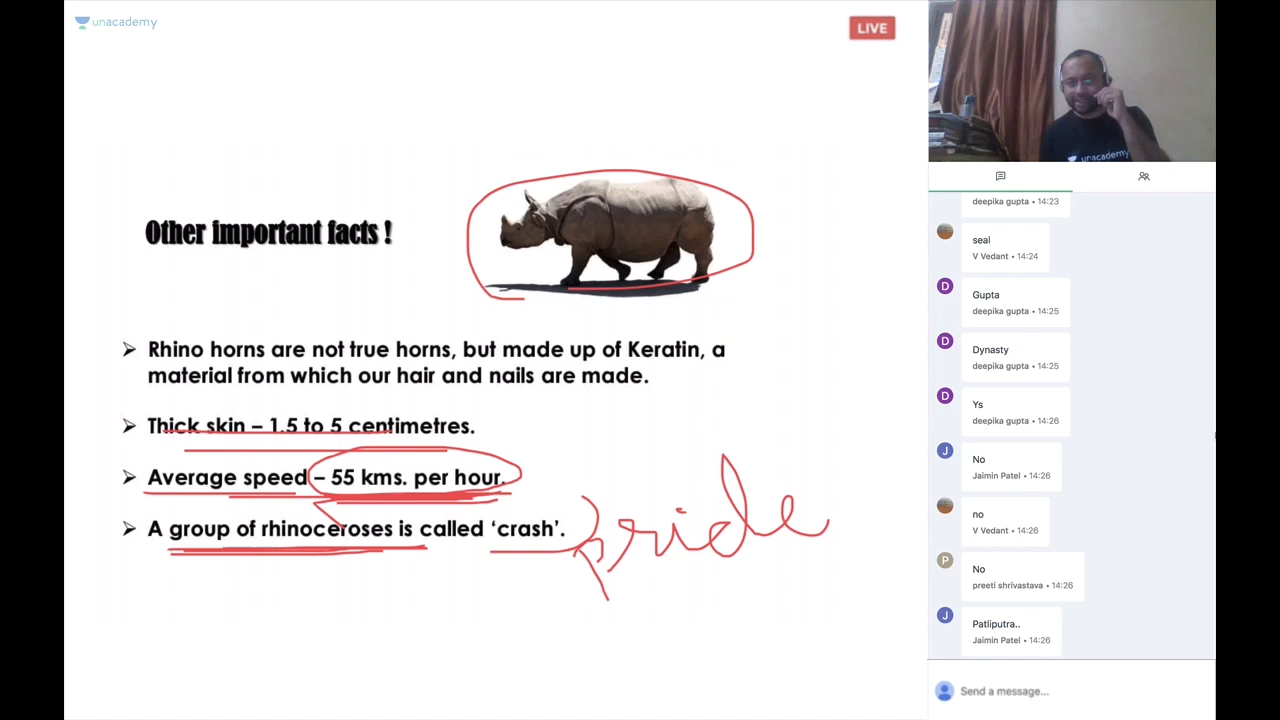 unacademy
LIVE
Other important facts !
➢ Rhino horns are not true horns, but made up of Keratin, a
material from which our hair and nails are made.
➢ Thick skin – 1.5 to 5 centimetres.
➢ Average speed – 55 kms. per hour.
➢ A group of rhinoceroses is called ‘crash’.
pride
unacademy
deepika gupta • 14:23
seal
V Vedant • 14:24
D
Gupta
deepika gupta • 14:25
D
Dynasty
deepika gupta • 14:25
D
Ys
deepika gupta • 14:26
J
No
Jaimin Patel • 14:26
no
V Vedant • 14:26
P
No
preeti shrivastava • 14:26
J
Patliputra..
Jaimin Patel • 14:26
Send a message...